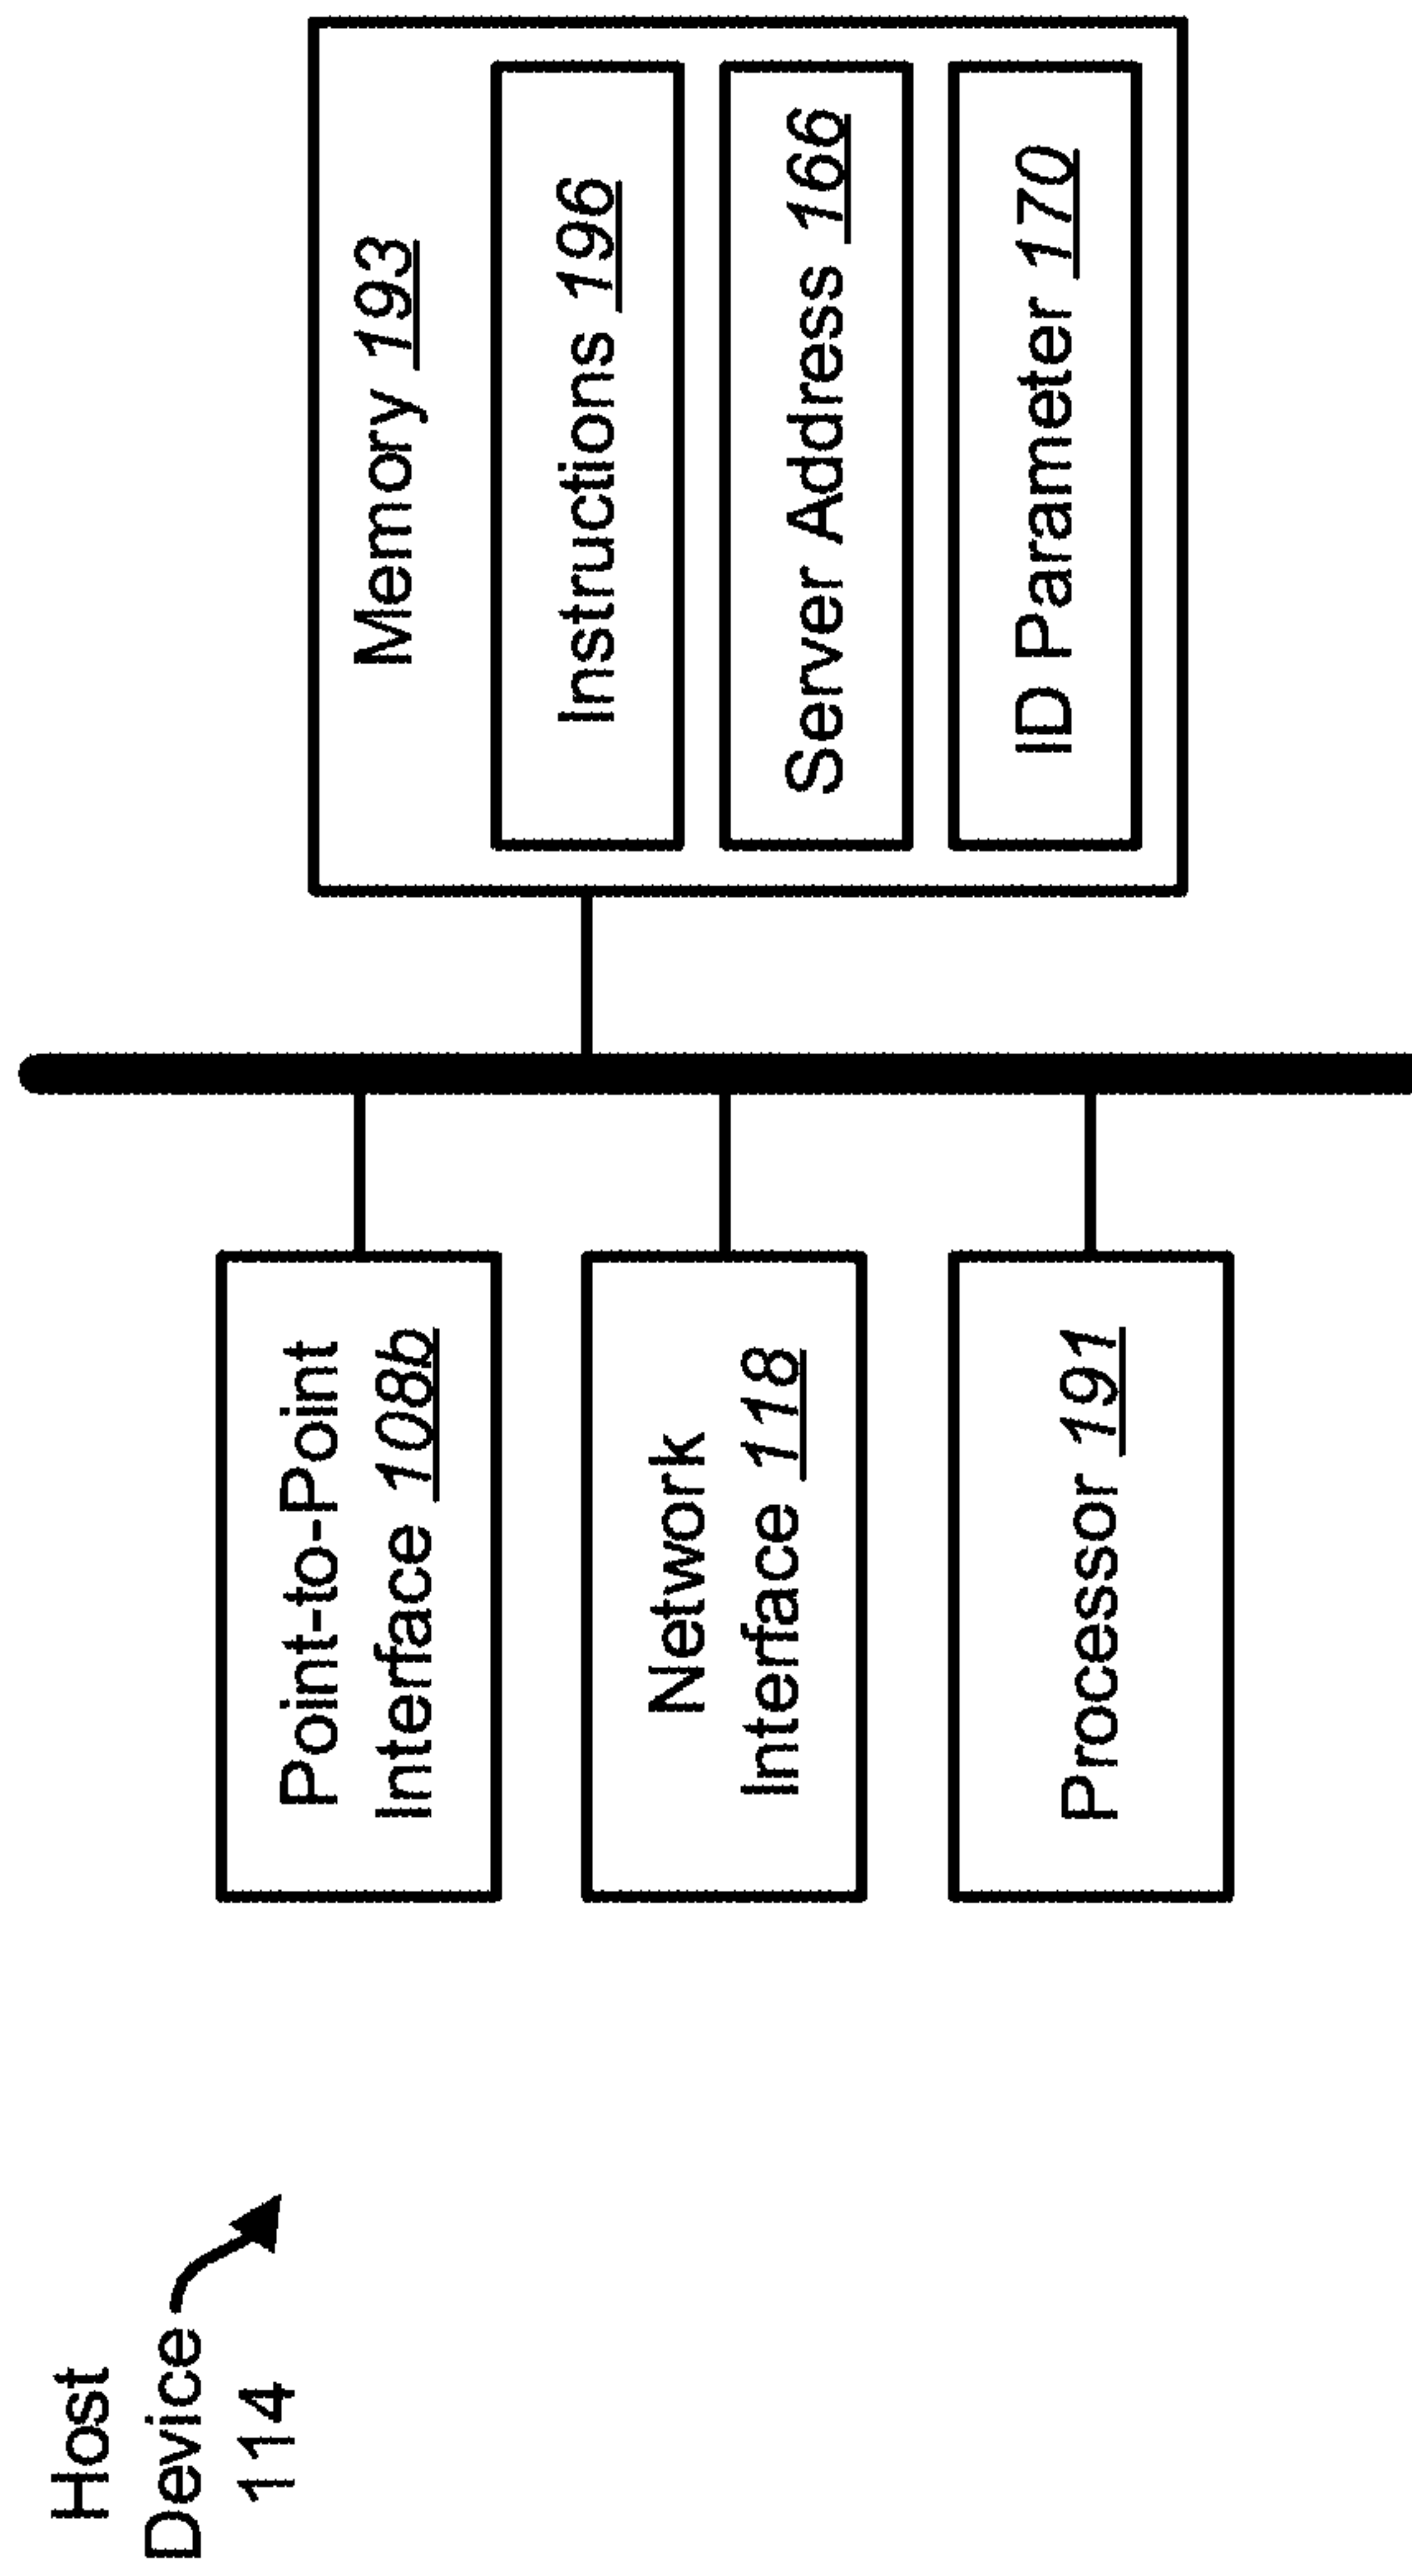 Host
Device
114
Point-to-Point
Interface 108b
Network
Interface 118
Processor 191
Memory 193
Instructions 196
Server Address 166
ID Parameter 170